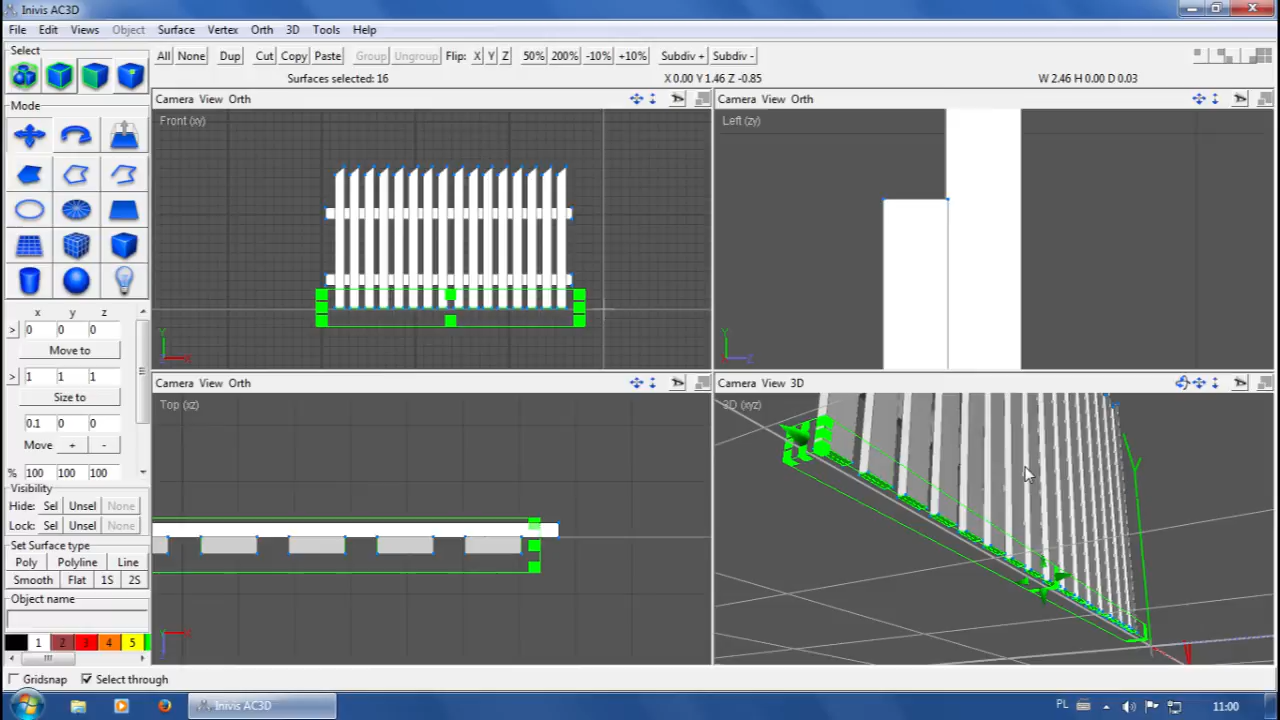 Inivis AC3D
File Edit Views Object Surface Vertex Orth 3D Tools Help
Select
All None Dup Cut Copy Paste Group Ungroup Flip: X Y Z 50% 200% -10% +10% Subdiv + Subdiv -
Surfaces selected: 16 X 0.00 Y 1.46 Z -0.85 W 2.46 H 0.00 D 0.03
Camera View Orth
Camera View Orth
Mode
Front (xy)
Left (zy)
Y
X
Z
Y
Z
x y z
> 0 0 0
Move to
> 1 1 1
Size to
0.1 0 0
Move + -
% 100 100 100
Camera View Orth
Camera View 3D
Top (xz)
3D (xyz)
Y
X
Visibility
Hide: Sel Unsel None
Lock: Sel Unsel None
Set Surface type
Poly Polyline Line
Smooth Flat 1S 2S
Object name
1 2 3 4 5
Gridsnap Select through
Inivis AC3D
PL 11:00